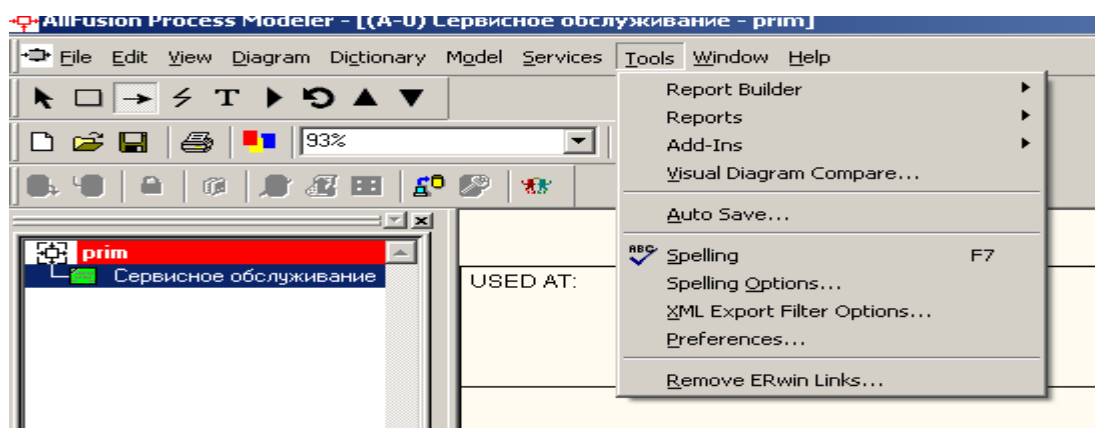 AllFusion Process Modeler - [(A-0) Сервисное обслуживание - prim]
File Edit View Diagram Dictionary Model Services Tools Window Help
T
93%
Report Builder
Reports
Add-Ins
Visual Diagram Compare...
Auto Save...
ABC Spelling F7
Spelling Options...
XML Export Filter Options...
Preferences...
Remove ERwin Links...
prim
Сервисное обслуживание
USED AT: